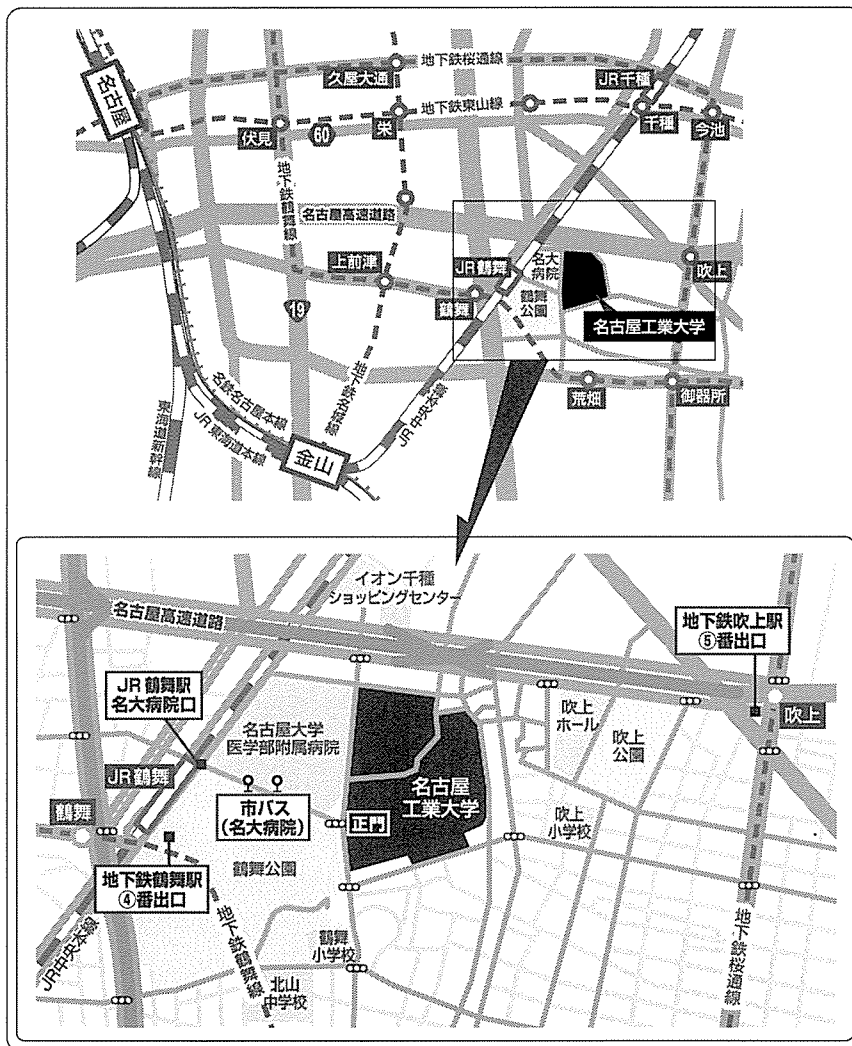 名古屋
久屋大通
地下鉄桜通線
JR千種
地下鉄東山線
伏見
60
栄
千種
今池
地下鉄鶴舞線
名古屋高速道路
上前津
JR鶴舞
名大
病院
吹上
鶴舞
鶴舞
公園
名古屋工業大学
19
名鉄名古屋本線
JR東海道本線
東海道新幹線
地下鉄名城線
JR中央本線
荒畑
御器所
金山
イオン千種
ショッピングセンター
名古屋高速道路
地下鉄吹上駅
⑤番出口
JR鶴舞駅
名大病院口
名古屋大学
医学部附属病院
吹上
ホール
吹上
公園
吹上
JR鶴舞
鶴舞
市バス
(名大病院)
正門
名古屋
工業大学
吹上
小学校
鶴舞公園
地下鉄鶴舞駅
④番出口
JR中央本線
地下鉄鶴舞線
鶴舞
小学校
北山
中学校
地下鉄桜通線